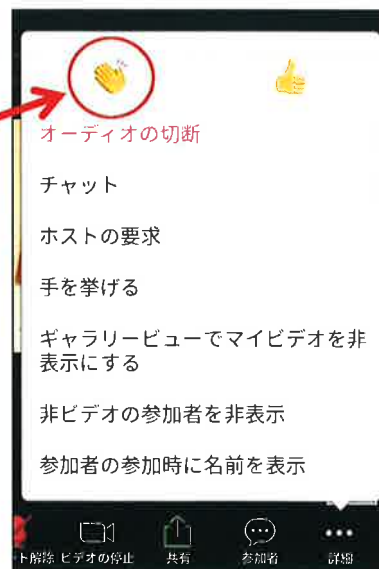 オーディオの切断
チャット
ホストの要求
手を挙げる
ギャラリービューでマイビデオを非
表示にする
非ビデオの参加者を非表示
参加者の参加時に名前を表示
ト解除 ビデオの停止 共有 参加者 詳細